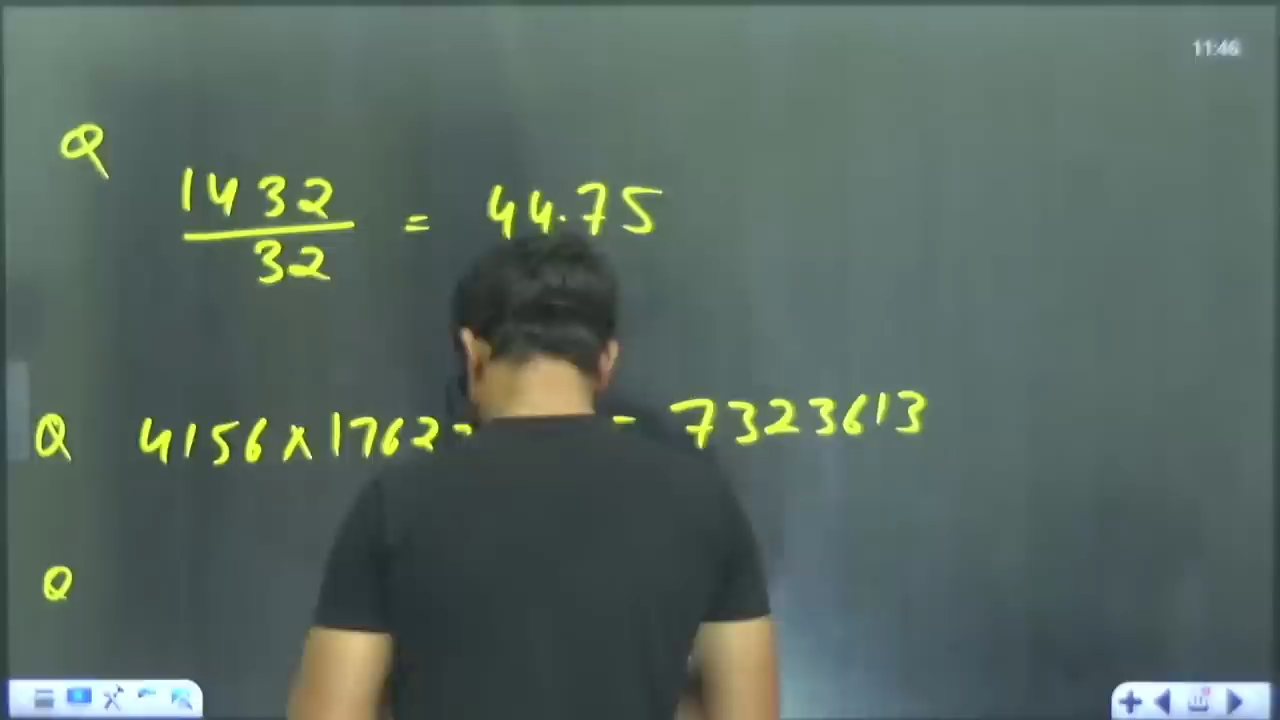 11:46
Q
1432
32
= 44.75
Q 4156×1762= - 7323613
Q